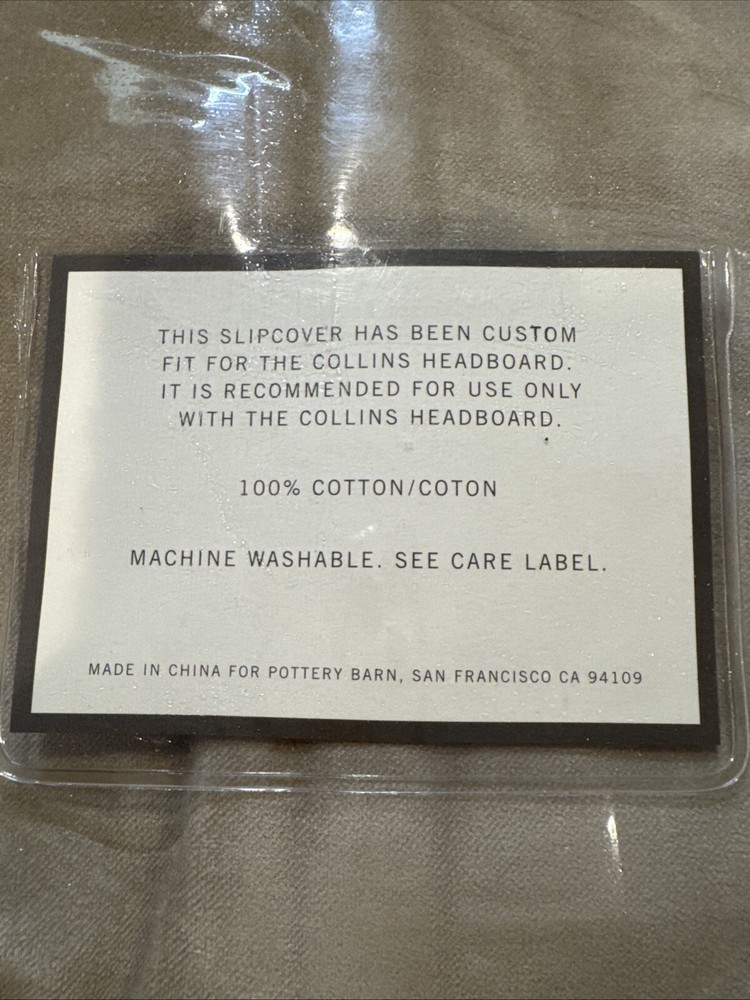 THIS SLIPCOVER HAS BEEN CUSTOM
FIT FOR THE COLLINS HEADBOARD.
IT IS RECOMMENDED FOR USE ONLY
WITH THE COLLINS HEADBOARD.
100% COTTON/COTON
MACHINE WASHABLE. SEE CARE LABEL.
MADE IN CHINA FOR POTTERY BARN, SAN FRANCISCO CA 94109